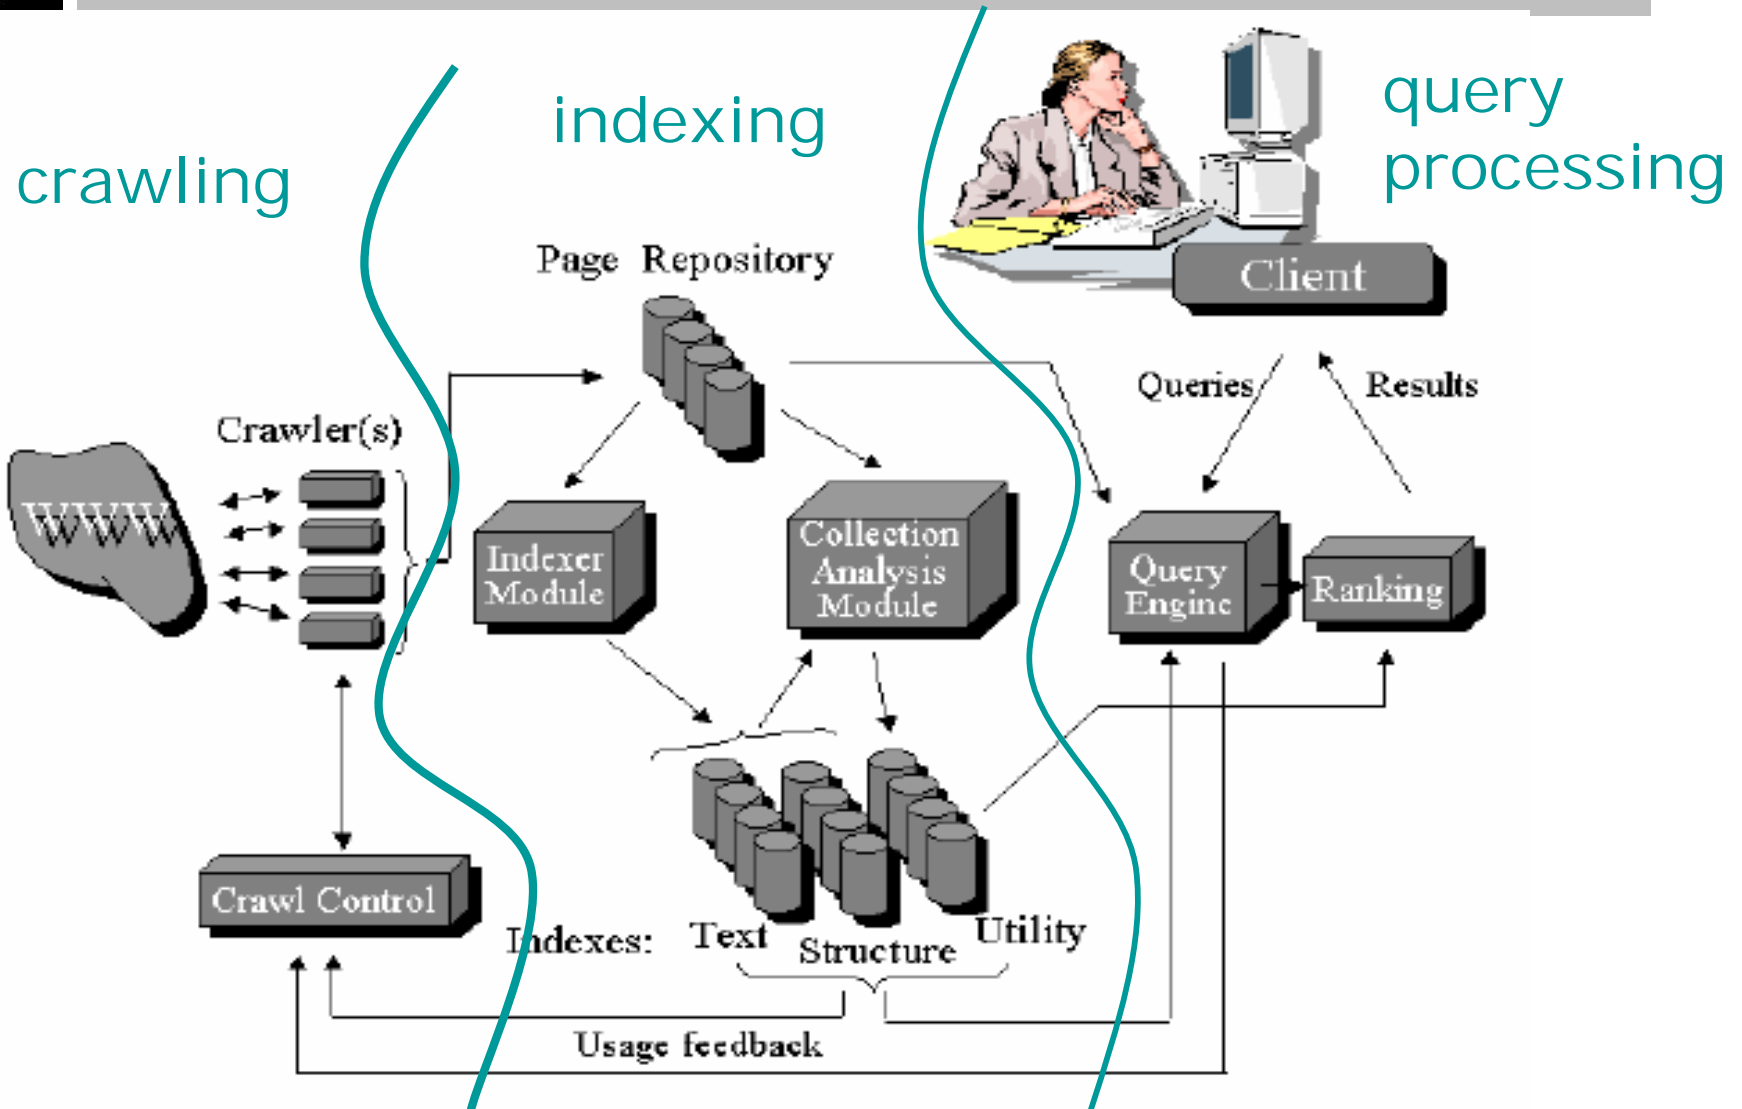 crawling
indexing
query
processing
Page Repository
Client
Queries
Results
Crawler(s)
WWW
Indexer
Module
Collection
Analysis
Module
Query
Engine
Ranking
Crawl Control
Indexes:
Text
Structure
Utility
Usage feedback